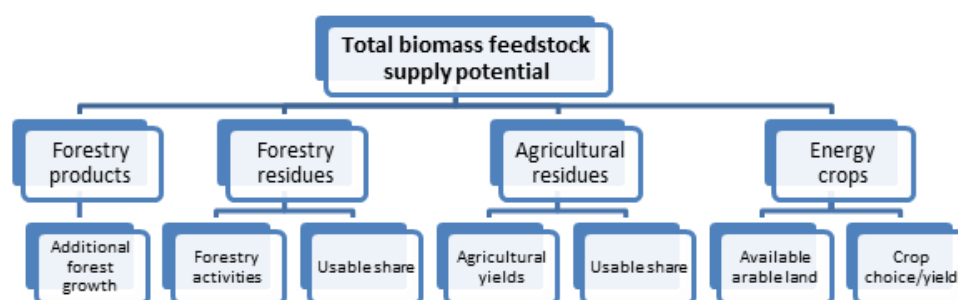 Total biomass feedstock
supply potential
Forestry
products
Forestry
residues
Agricultural
residues
Energy
crops
Additional
forest
growth
Forestry
activities
Usable share
Agricultural
yields
Usable share
Available
arable land
Crop
choice/yield